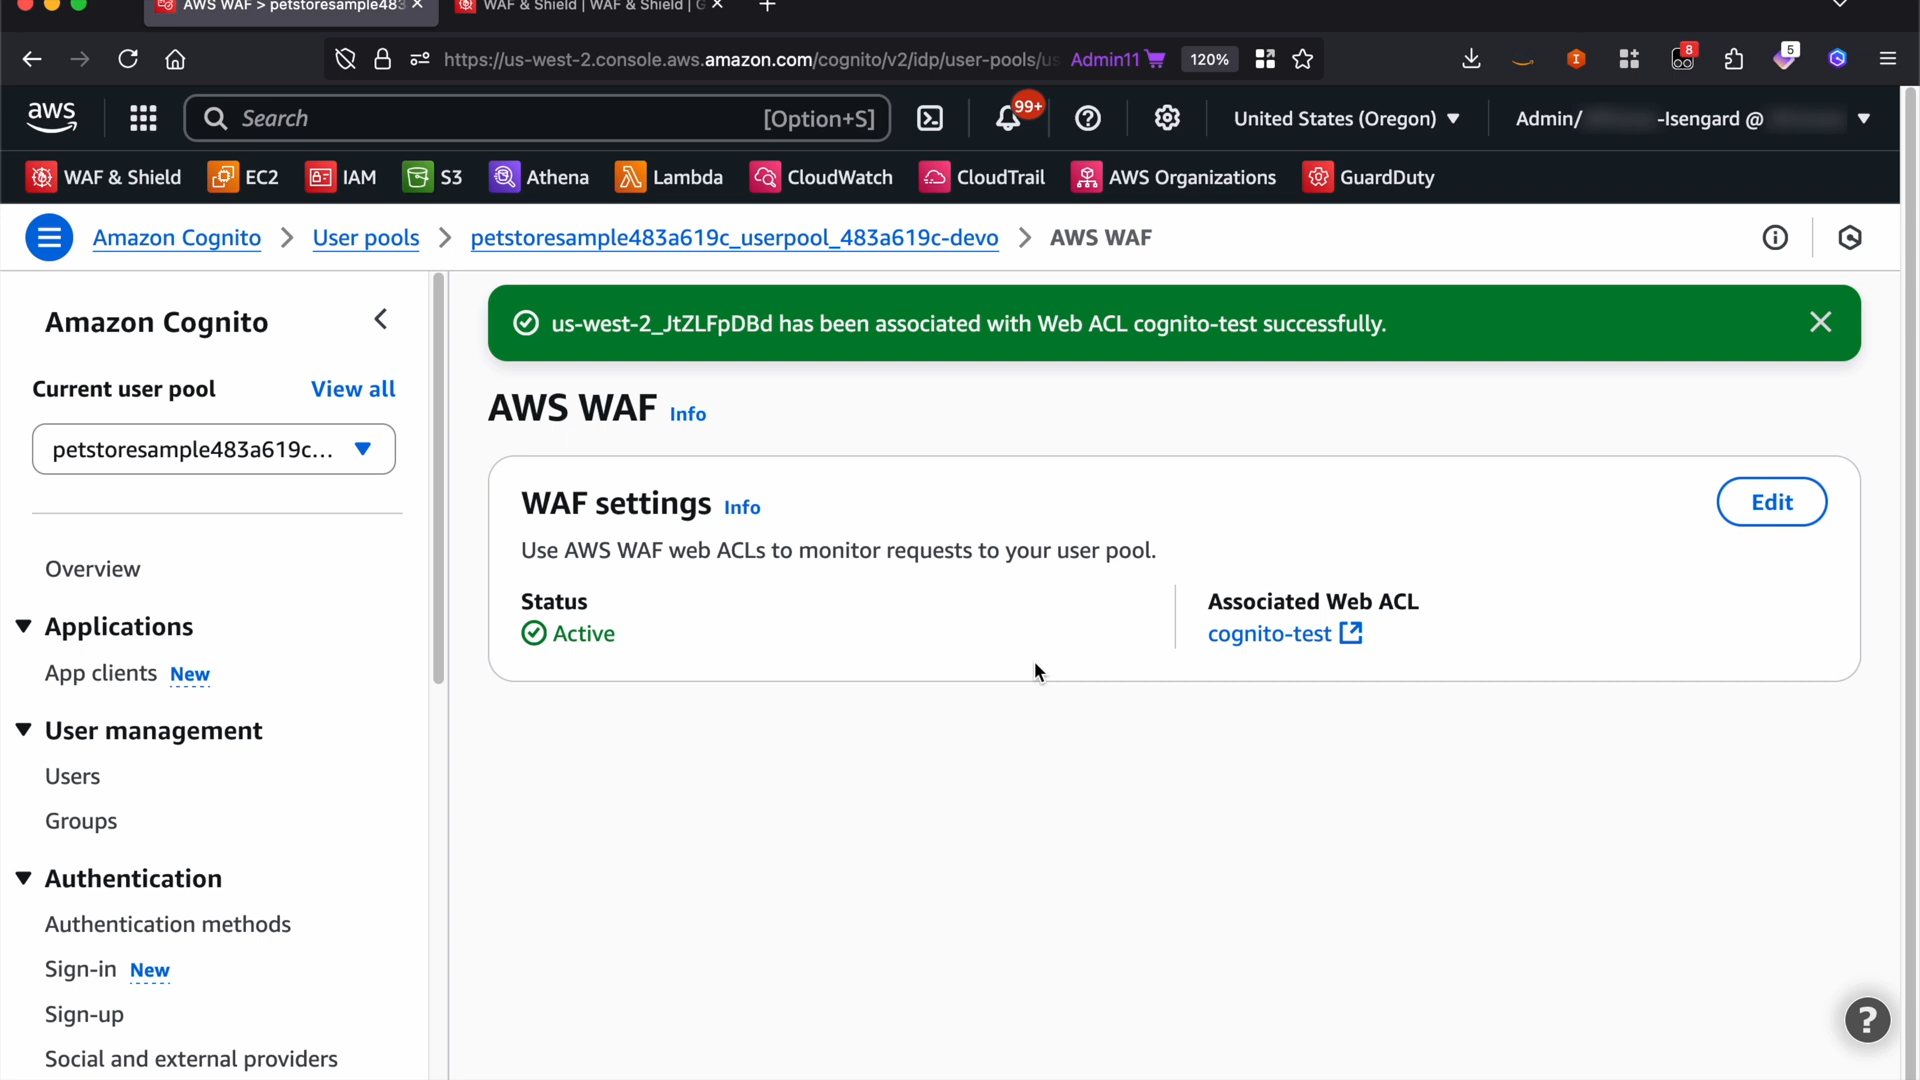 AWS WAF > petstoresample483
WAF & Shield | WAF & Shield | G
https://us-west-2.console.aws.amazon.com/cognito/v2/idp/user-pools/us
Admin11
120%
8
5
aws
Search
[Option+S]
99+
United States (Oregon)
Admin/
-Isengard @
WAF & Shield
EC2
IAM
S3
Athena
Lambda
CloudWatch
CloudTrail
AWS Organizations
GuardDuty
Amazon Cognito
User pools
petstoresample483a619c_userpool_483a619c-devo
AWS WAF
Amazon Cognito
Current user pool
View all
petstoresample483a619c...
Overview
Applications
App clients New
User management
Users
Groups
Authentication
Authentication methods
Sign-in New
Sign-up
Social and external providers
us-west-2_JtZLFpDBd has been associated with Web ACL cognito-test successfully.
AWS WAF Info
WAF settings Info
Edit
Use AWS WAF web ACLs to monitor requests to your user pool.
Status
Active
Associated Web ACL
cognito-test
?